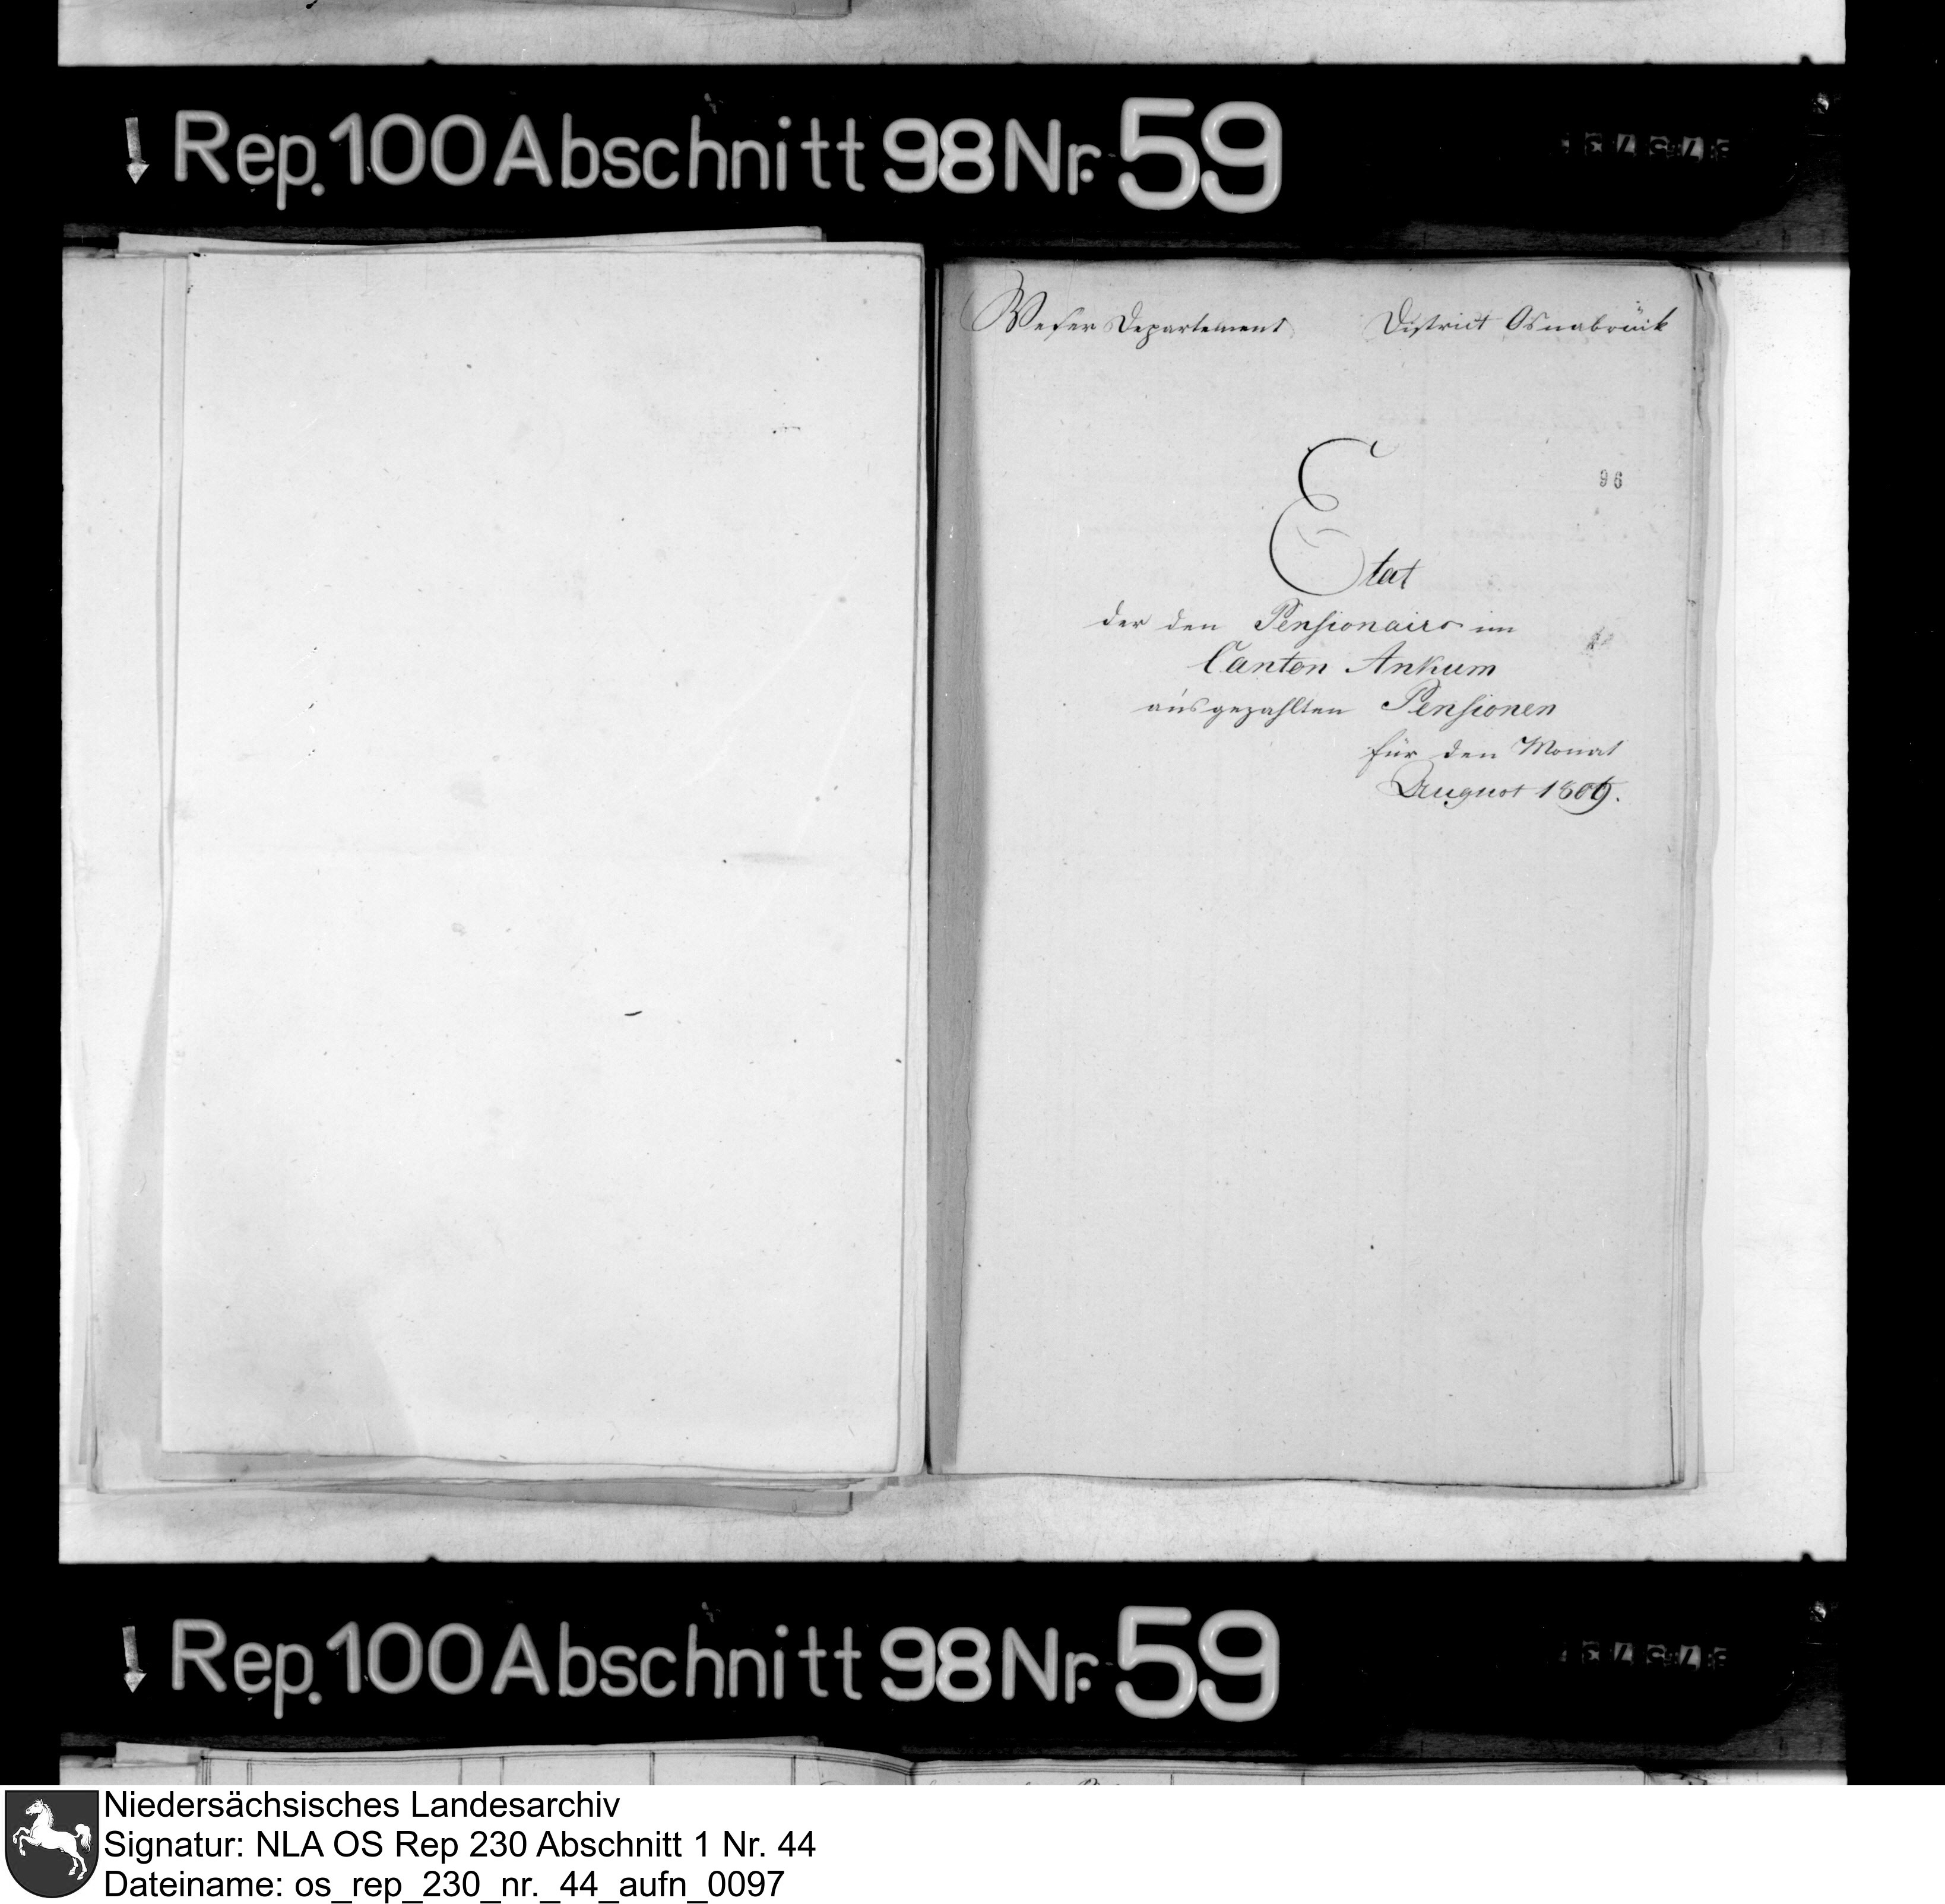 Rep. 100 Abschnitt 98 Nr. 59
Weser Departement District Osnabrück
96
Etat
der den Pensionairs im
Canton Ankum
ausgezahlten Pensionen
für den Monat
August 1809.
Rep. 100 Abschnitt 98 Nr. 59
Niedersächsisches Landesarchiv
Signatur: NLA OS Rep 230 Abschnitt 1 Nr. 44
Dateiname: os_rep_230_nr._44_aufn_0097